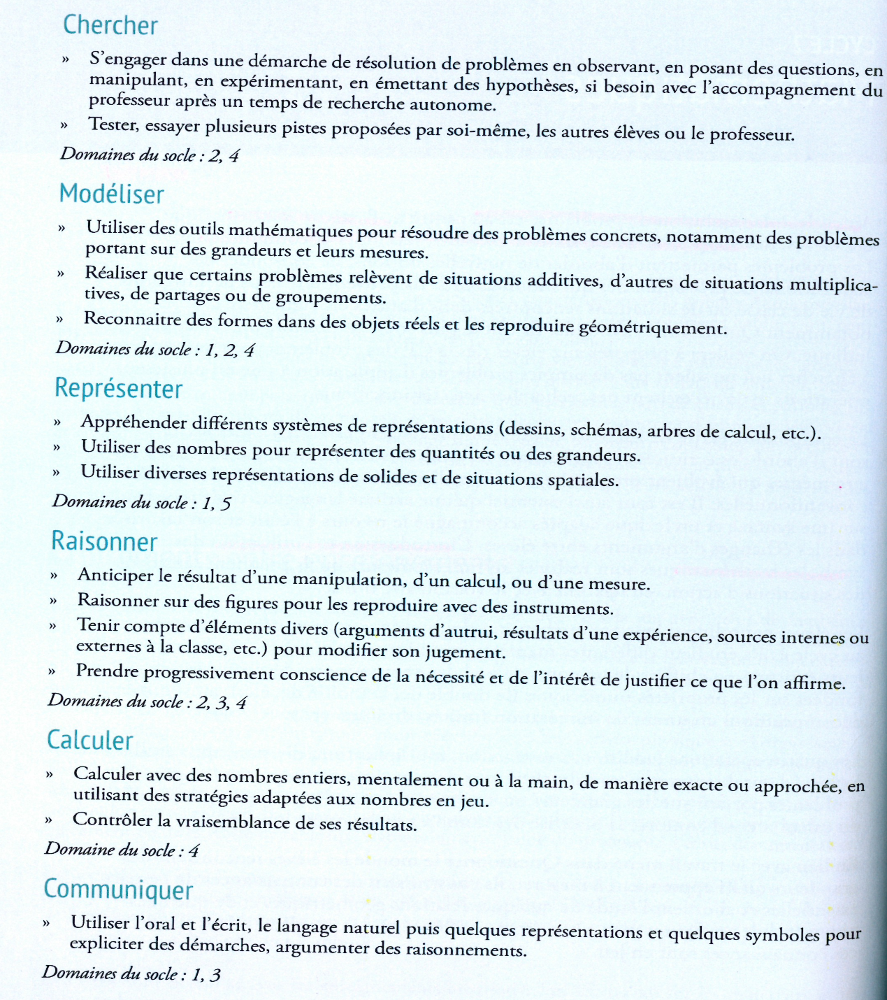 Chercher
» S'engager dans une démarche de résolution de problèmes en observant, en posant des questions, en
manipulant, en expérimentant, en émettant des hypothèses, si besoin avec l'accompagnement du
professeur après un temps de recherche autonome.
» Tester, essayer plusieurs pistes proposées par soi-même, les autres élèves ou le professeur.
Domaines du socle : 2, 4
Modéliser
» Utiliser des outils mathématiques pour résoudre des problèmes concrets, notamment des problèmes
portant sur des grandeurs et leurs mesures.
» Réaliser que certains problèmes relèvent de situations additives, d'autres de situations multiplica-
tives, de partages ou de groupements.
» Reconnaitre des formes dans des objets réels et les reproduire géométriquement.
Domaines du socle : 1, 2, 4
Représenter
» Appréhender différents systèmes de représentations (dessins, schémas, arbres de calcul, etc.).
» Utiliser des nombres pour représenter des quantités ou des grandeurs.
» Utiliser diverses représentations de solides et de situations spatiales.
Domaines du socle : 1, 5
Raisonner
» Anticiper le résultat d'une manipulation, d'un calcul, ou d'une mesure.
» Raisonner sur des figures pour les reproduire avec des instruments.
» Tenir compte d'éléments divers (arguments d'autrui, résultats d'une expérience, sources internes ou
externes à la classe, etc.) pour modifier son jugement.
» Prendre progressivement conscience de la nécessité et de l'intérêt de justifier ce que l'on affirme.
Domaines du socle : 2, 3, 4
Calculer
» Calculer avec des nombres entiers, mentalement ou à la main, de manière exacte ou approchée, en
utilisant des stratégies adaptées aux nombres en jeu.
» Contrôler la vraisemblance de ses résultats.
Domaine du socle : 4
Communiquer
» Utiliser l'oral et l'écrit, le langage naturel puis quelques représentations et quelques symboles pour
expliciter des démarches, argumenter des raisonnements.
Domaines du socle : 1, 3